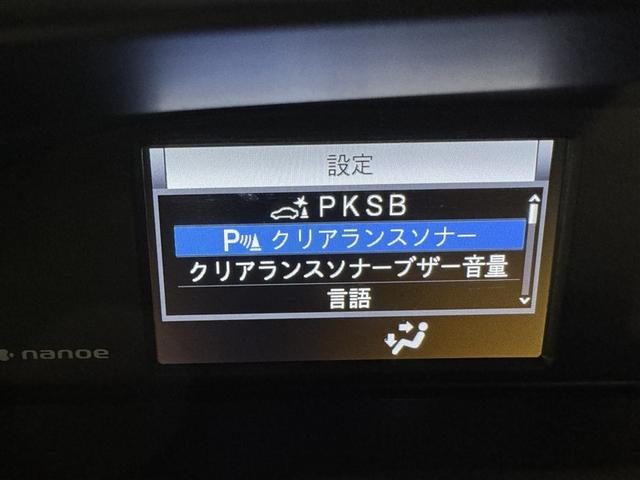 設定
PKSB
P クリアランスソナー
クリアランスソナーブザー音量
言語
nanoe